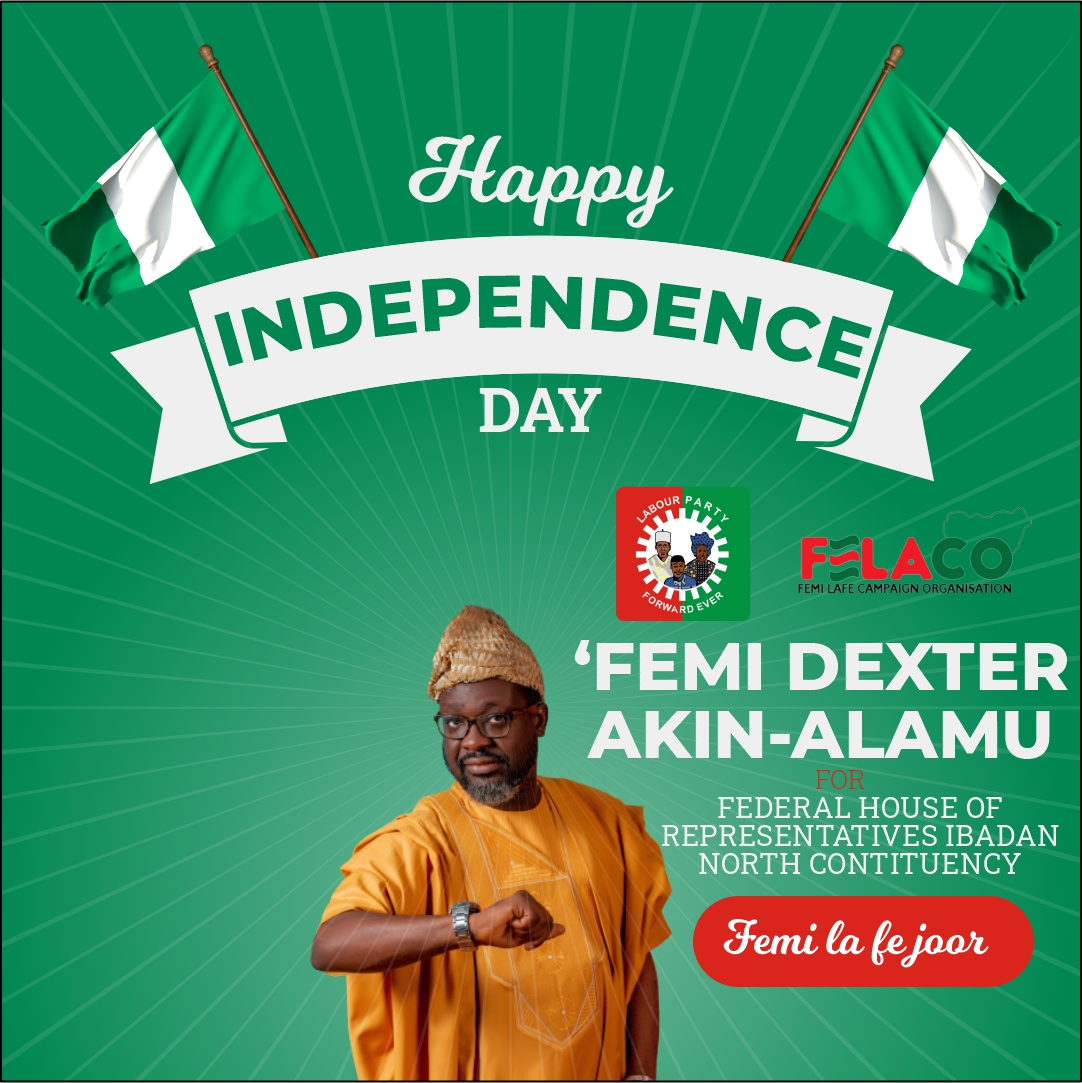 Happy
INDEPENDENCE
DAY
LABOUR PARTY
FORWARD EVER
FELACO
FEMI LAFE CAMPAIGN ORGANISATION
‘FEMI DEXTER
AKIN-ALAMU
FOR
FEDERAL HOUSE OF
REPRESENTATIVES IBADAN
NORTH CONTITUENCY
Femi la fe joor